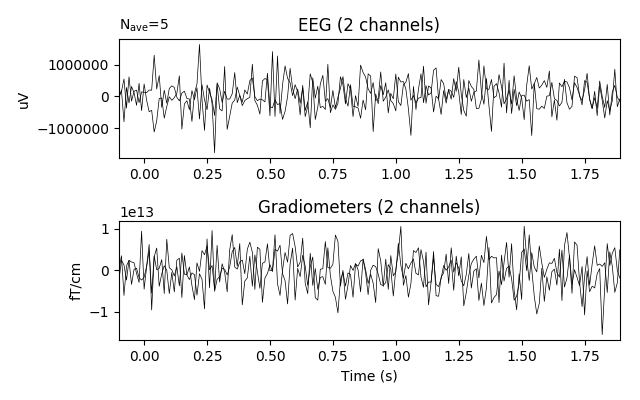 N_ave=5
EEG (2 channels)
1000000
0
−1000000
uV
0.00 0.25 0.50 0.75 1.00 1.25 1.50 1.75
1e13
Gradiometers (2 channels)
1
0
−1
fT/cm
0.00 0.25 0.50 0.75 1.00 1.25 1.50 1.75
Time (s)